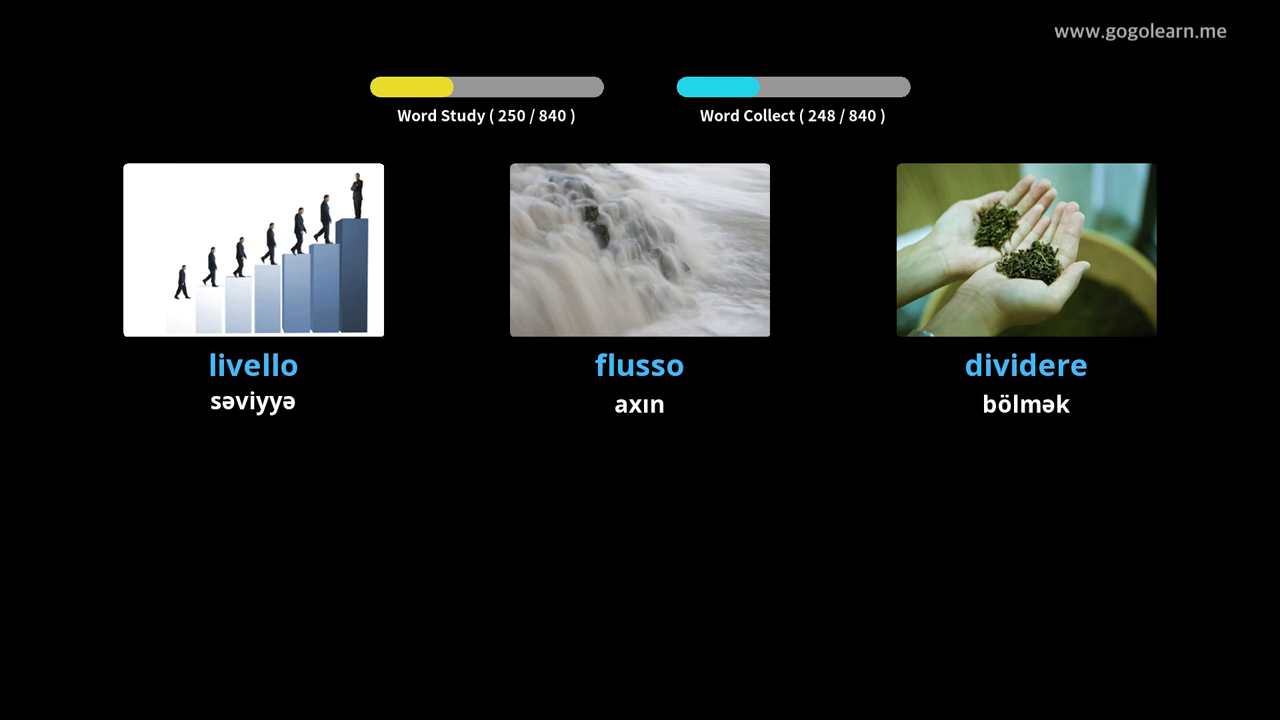 www.gogolearn.me
Word Study ( 250 / 840 )
Word Collect ( 248 / 840 )
livello
səviyyə
flusso
axın
dividere
bölmək